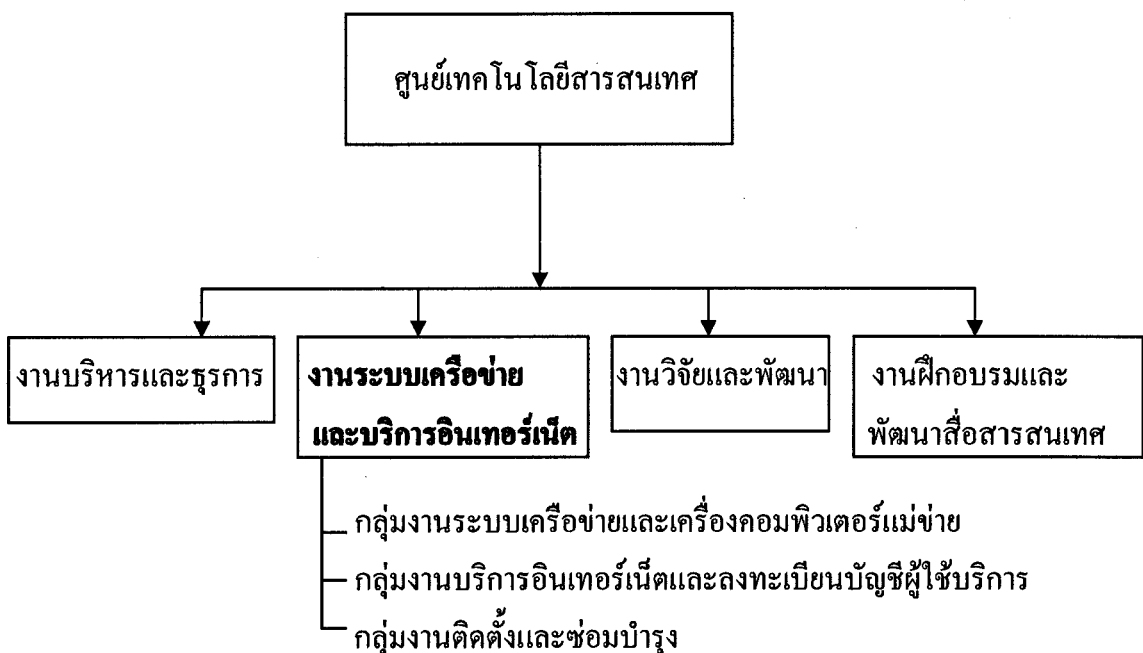 ศูนย์เทคโนโลยีสารสนเทศ
งานบริหารและธุรการ
งานระบบเครือข่าย
และบริการอินเทอร์เน็ต
งานวิจัยและพัฒนา
งานฝึกอบรมและ
พัฒนาสื่อสารสนเทศ
กลุ่มงานระบบเครือข่ายและเครื่องคอมพิวเตอร์แม่ข่าย
กลุ่มงานบริการอินเทอร์เน็ตและลงทะเบียนบัญชีผู้ใช้บริการ
กลุ่มงานติดตั้งและซ่อมบำรุง